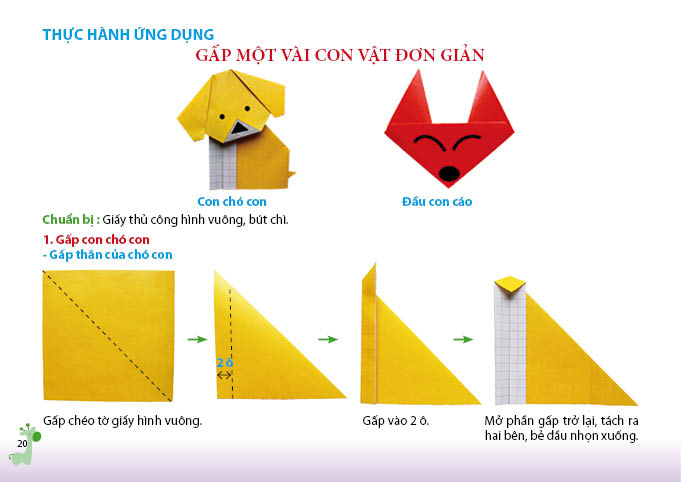 THỰC HÀNH ỨNG DỤNG
GẤP MỘT VÀI CON VẬT ĐƠN GIẢN
Con chó con
Đầu con cáo
Chuẩn bị : Giấy thủ công hình vuông, bút chì.
1. Gấp con chó con
- Gấp thân của chó con
2 ô
Gấp chéo tờ giấy hình vuông.
Gấp vào 2 ô.
Mở phần gấp trở lại, tách ra
hai bên, bẻ đầu nhọn xuống.
20